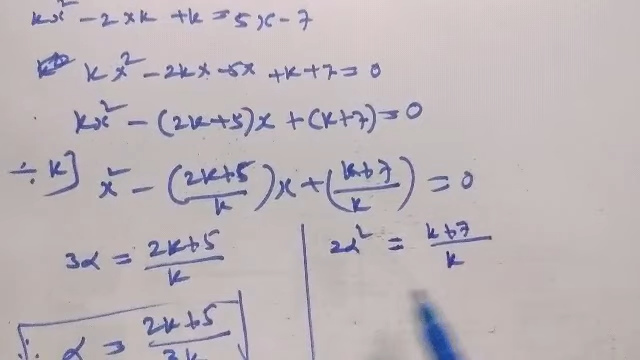 kx² - 2xk + k = 5x - 7
kx² - 2kx - 5x + k + 7 = 0
kx² - (2k+5)x + (k+7) = 0
÷ k] x² - ((2k+5)/k)x + ((k+7)/k) = 0
3α = (2k+5)/k
2α² = (k+7)/k
∴ α = (2k+5)/3k